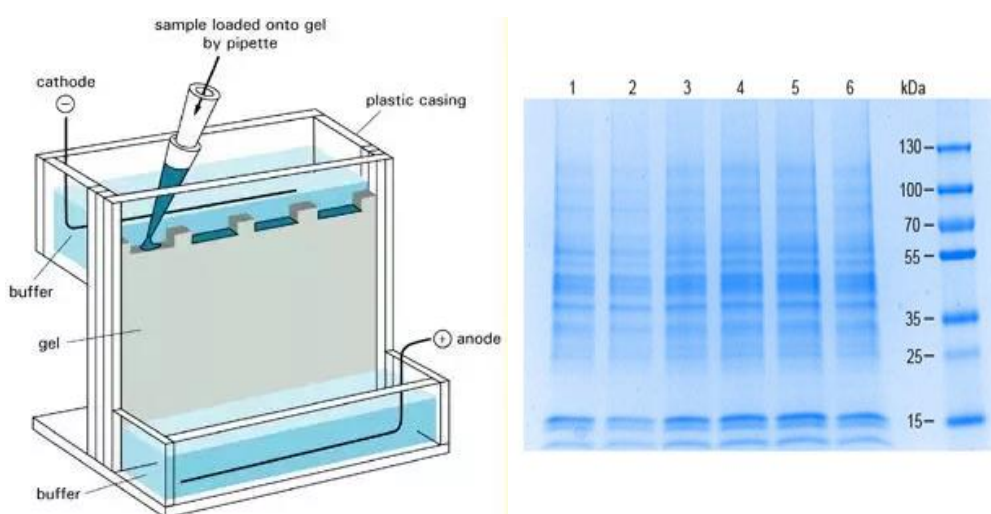 sample loaded onto gel
by pipette
cathode
−
plastic casing
buffer
gel
+ anode
buffer
1 2 3 4 5 6 kDa
130
100
70
55
35
25
15